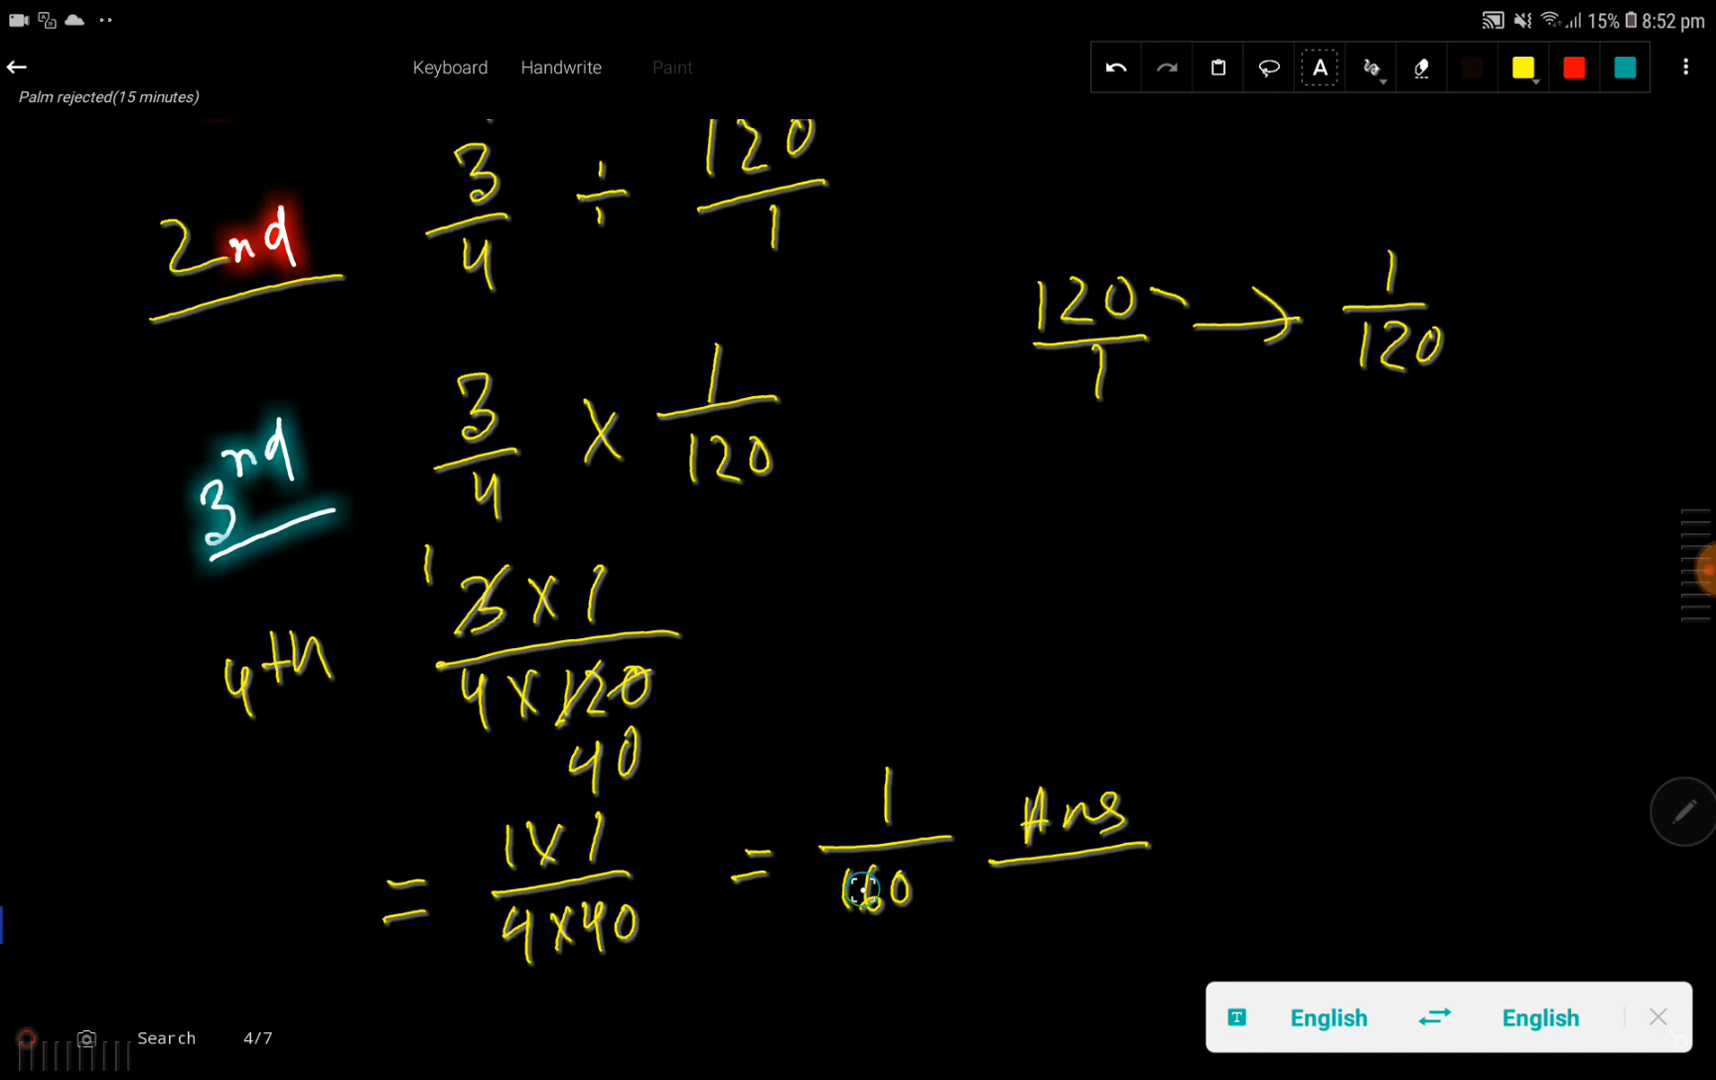 15% 8:52 pm
Keyboard Handwrite Paint
A
Palm rejected(15 minutes)
2nd 3/4 ÷ 120/1
120/1 → 1/120
3nd 3/4 x 1/120
1
4th 3 x 1 / 4 x 120
40
= 1x1 / 4x40 = 1/160 Ans
T English English
Search 4/7